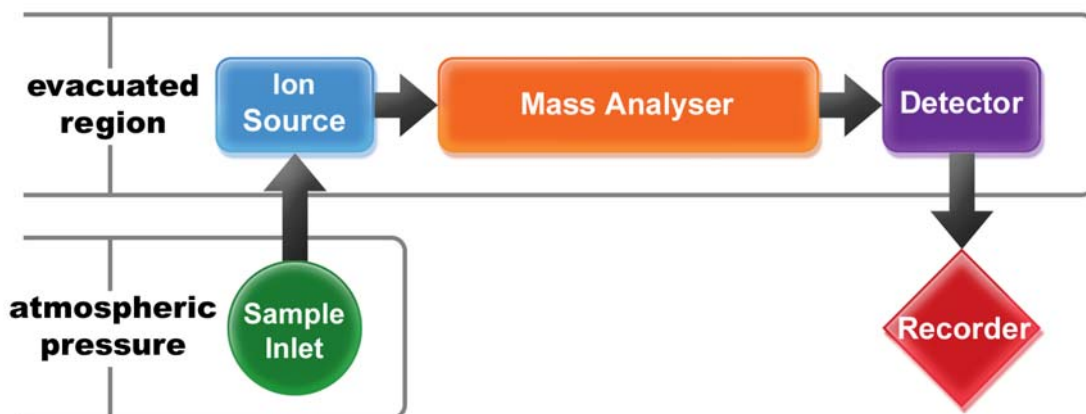 evacuated
region
Ion
Source
Mass Analyser
Detector
atmospheric
pressure
Sample
Inlet
Recorder